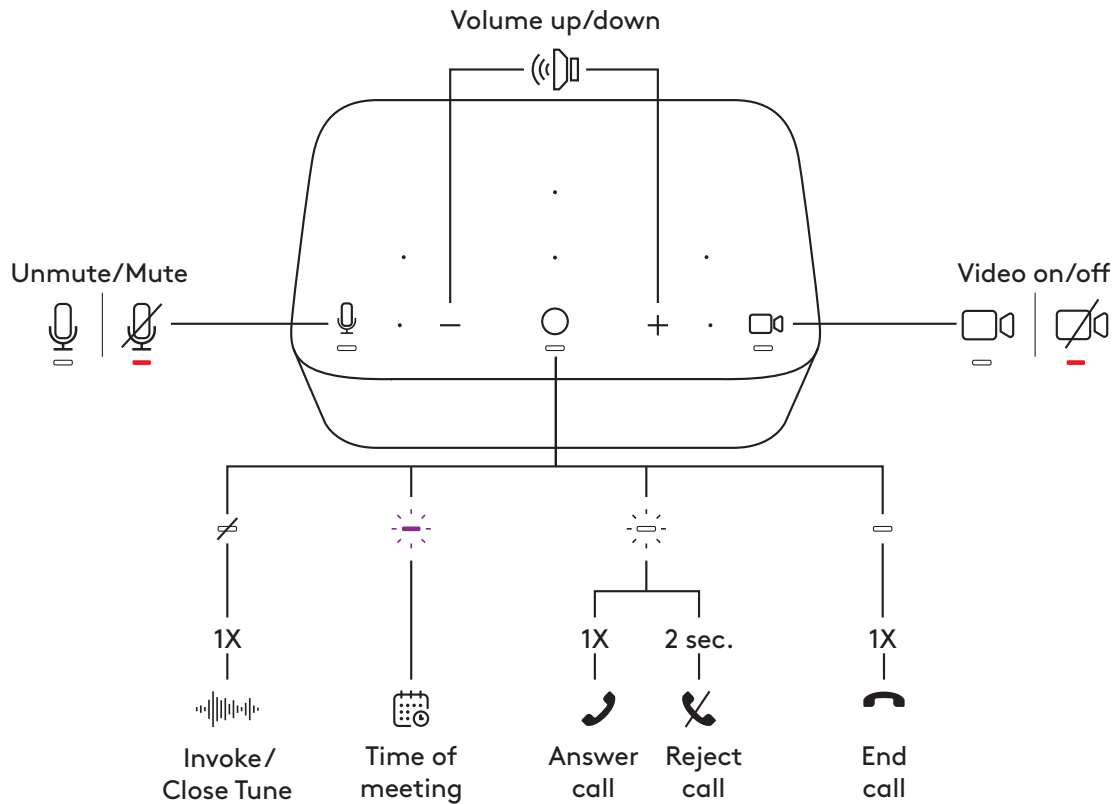 Volume up/down
Unmute/Mute
Video on/off
1X
1X
2 sec.
1X
Invoke/
Close Tune
Time of
meeting
Answer
call
Reject
call
End
call